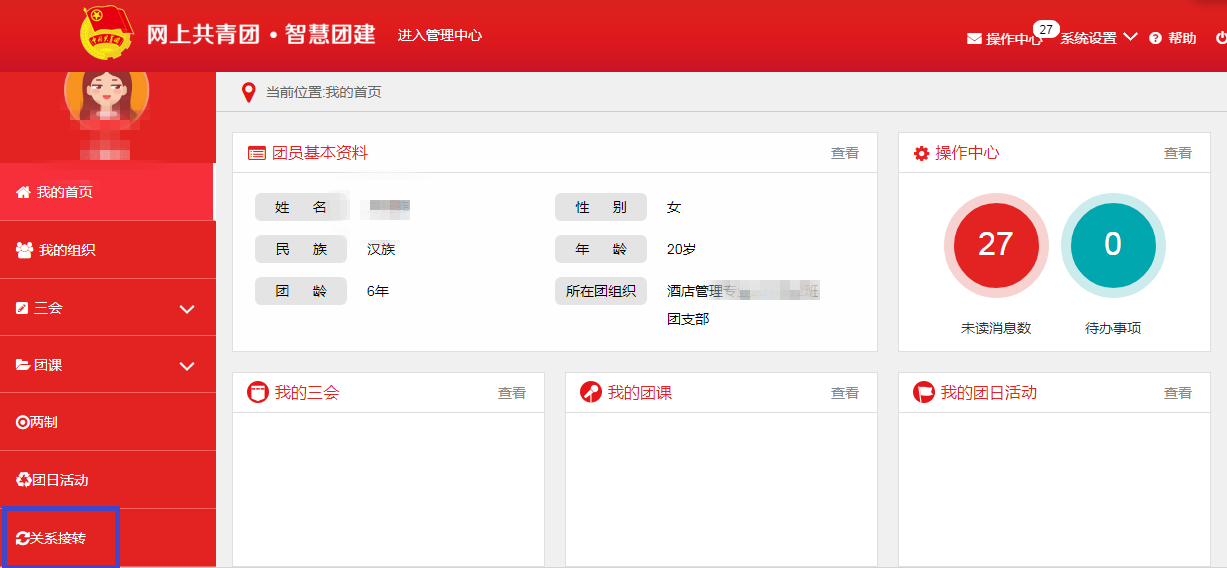 网上共青团·智慧团建
进入管理中心
操作中心
27
系统设置
帮助
当前位置:我的首页
我的首页
我的组织
三会
团课
两制
团日活动
关系接转
团员基本资料
查看
姓 名
性 别
女
民 族
汉族
年 龄
20岁
团 龄
6年
所在团组织
酒店管理专
班
团支部
操作中心
查看
27
0
未读消息数
待办事项
我的三会
查看
我的团课
查看
我的团日活动
查看